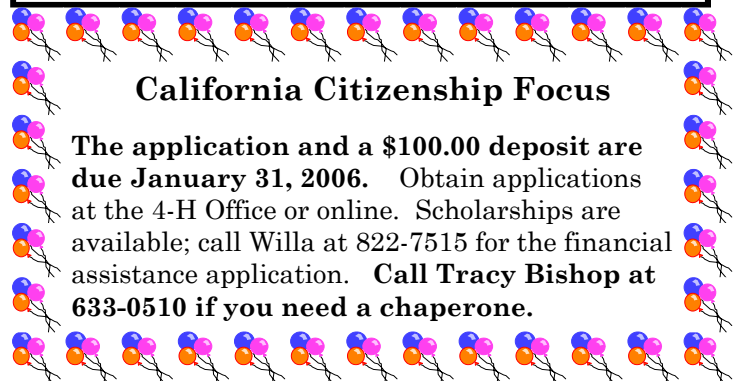 California Citizenship Focus
The application and a $100.00 deposit are
due January 31, 2006. Obtain applications
at the 4-H Office or online. Scholarships are
available; call Willa at 822-7515 for the financial
assistance application. Call Tracy Bishop at
633-0510 if you need a chaperone.